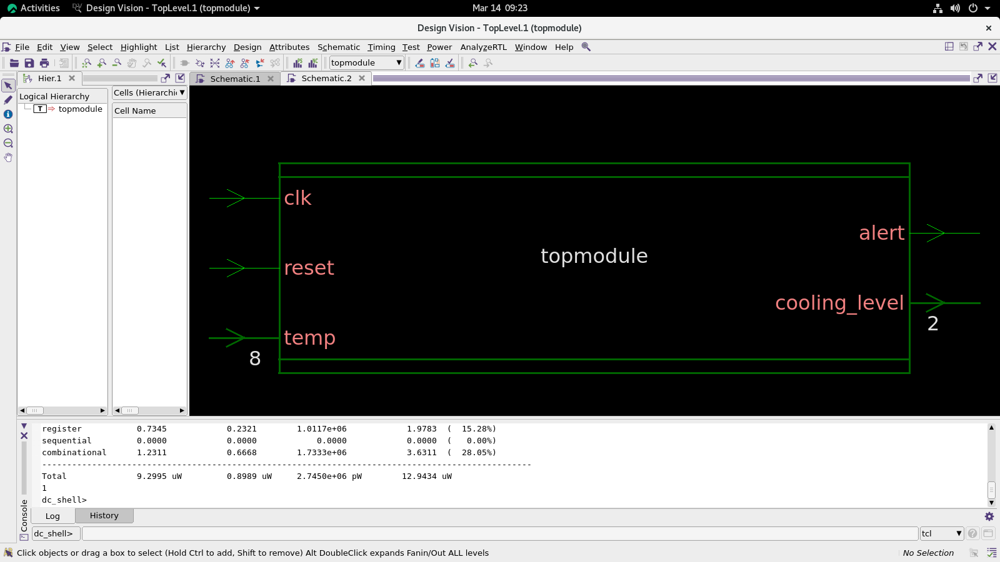 Activities Design Vision - TopLevel.1 (topmodule) Mar 14 09:23
Design Vision - TopLevel.1 (topmodule)
File Edit View Select Highlight List Hierarchy Design Attributes Schematic Timing Test Power AnalyzeRTL Window Help
topmodule
Hier.1 Schematic.1 Schematic.2
Logical Hierarchy
T topmodule
Cells (Hierarchi
Cell Name
clk
reset
temp
8
topmodule
alert
cooling_level
2
register 0.7345 0.2321 1.0117e+06 1.9783 ( 15.28%)
sequential 0.0000 0.0000 0.0000 0.0000 ( 0.00%)
combinational 1.2311 0.6668 1.7333e+06 3.6311 ( 28.05%)
--------------------------------------------------------------------------------------------------
Total 9.2995 uW 0.8989 uW 2.7450e+06 pW 12.9434 uW
1
dc_shell>
Console
Log History
dc_shell> tcl
Click objects or drag a box to select (Hold Ctrl to add, Shift to remove) Alt DoubleClick expands Fanin/Out ALL levels No Selection